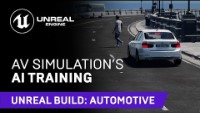 UNREAL
ENGINE
AV SIMULATION'S
AI TRAINING
UNREAL BUILD: AUTOMOTIVE